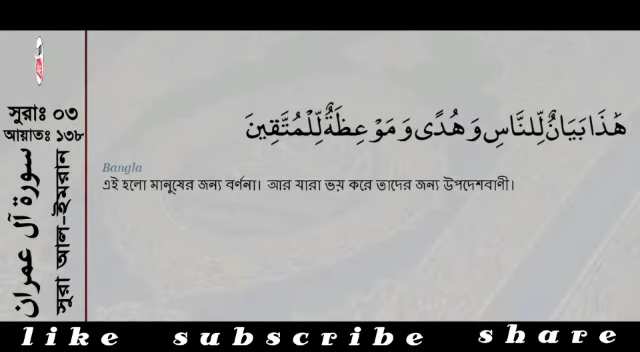 সুরাঃ ০৩
আয়াতঃ ১৩৮
سورة آل عمران
সুরা আল-ইমরান
هَٰذَا بَيَانٌ لِّلنَّاسِ وَهُدًى وَمَوْعِظَةٌ لِّلْمُتَّقِينَ
Bangla
এই হলো মানুষের জন্য বর্ণনা। আর যারা ভয় করে তাদের জন্য উপদেশবাণী।
like subscribe share